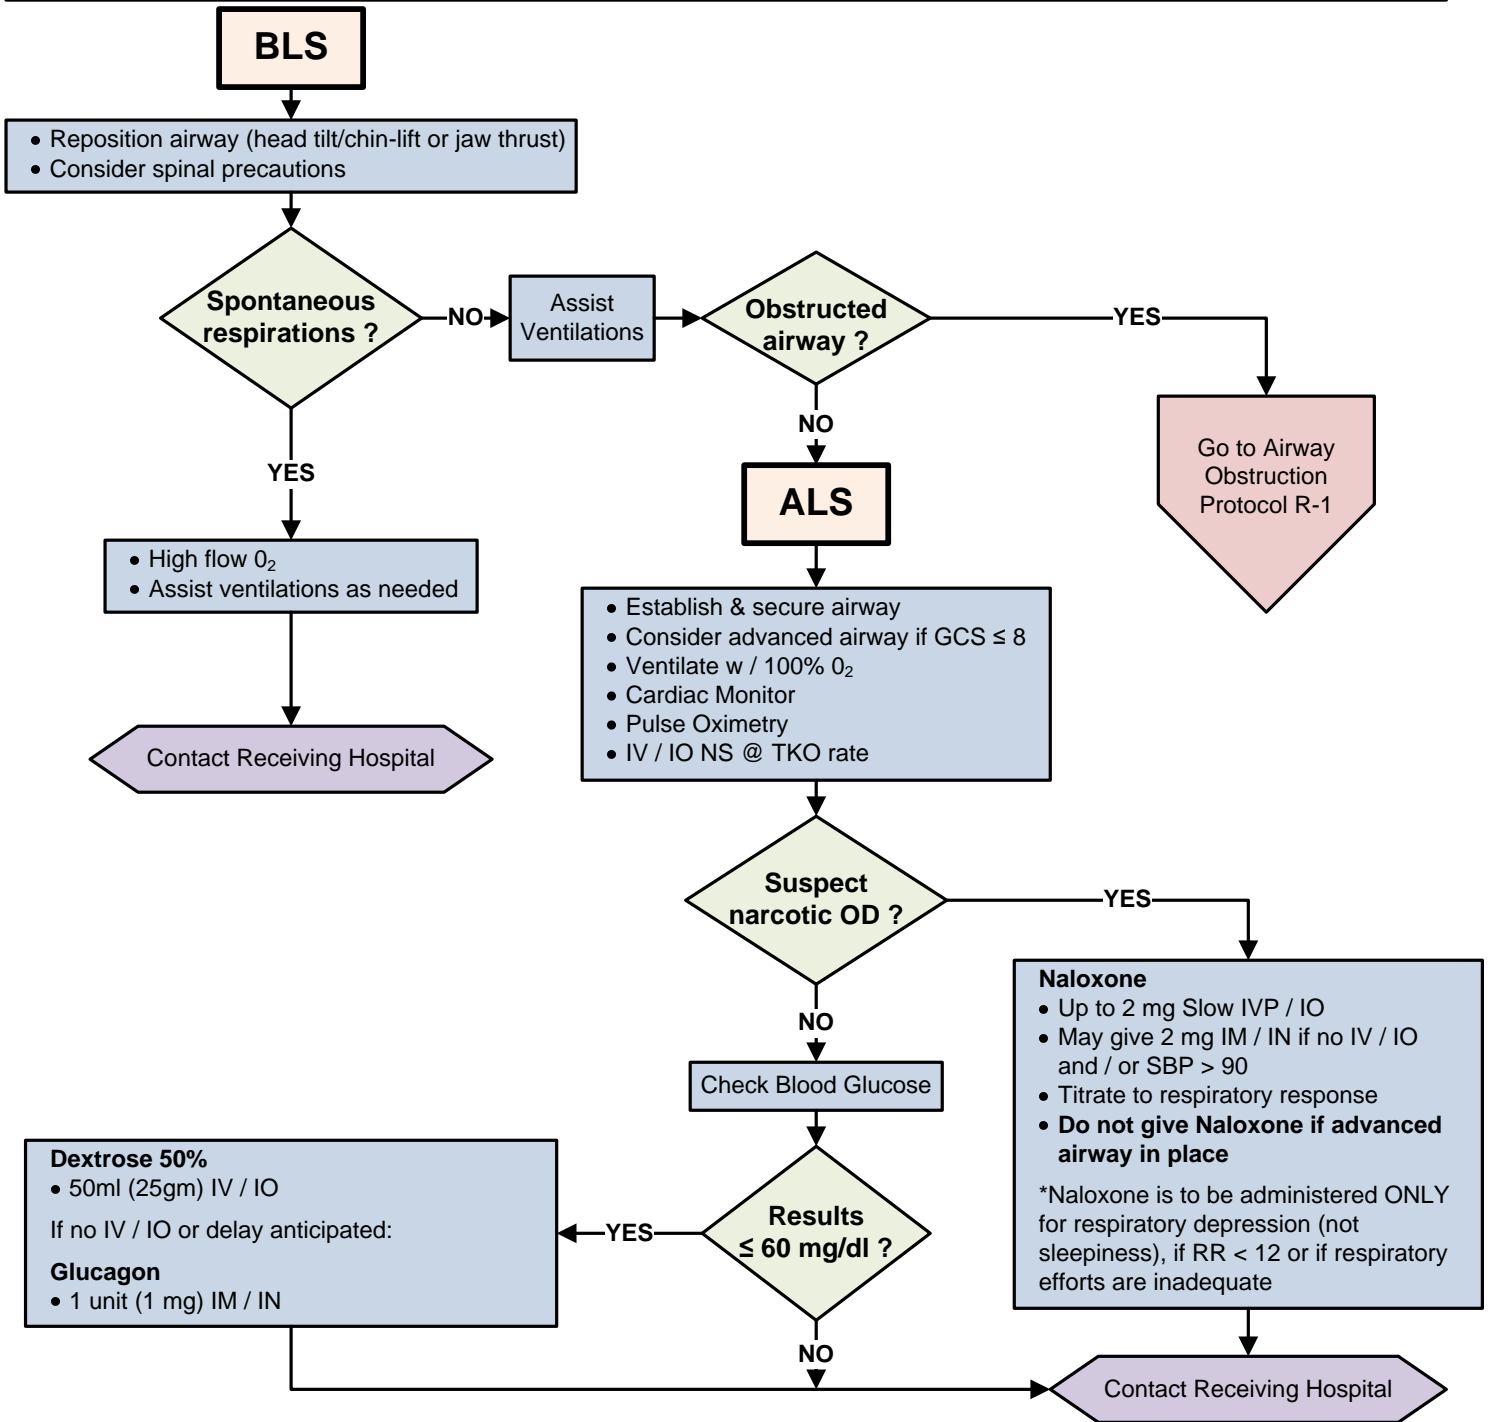 BLS
• Reposition airway (head tilt/chin-lift or jaw thrust)
• Consider spinal precautions
Spontaneous
respirations ?
NO
Assist
Ventilations
Obstructed
airway ?
YES
Go to Airway
Obstruction
Protocol R-1
YES
• High flow 0₂
• Assist ventilations as needed
Contact Receiving Hospital
NO
ALS
• Establish & secure airway
• Consider advanced airway if GCS ≤ 8
• Ventilate w / 100% 0₂
• Cardiac Monitor
• Pulse Oximetry
• IV / IO NS @ TKO rate
Suspect
narcotic OD ?
YES
Naloxone
• Up to 2 mg Slow IVP / IO
• May give 2 mg IM / IN if no IV / IO
and / or SBP > 90
• Titrate to respiratory response
• Do not give Naloxone if advanced
airway in place
*Naloxone is to be administered ONLY
for respiratory depression (not
sleepiness), if RR < 12 or if respiratory
efforts are inadequate
NO
Check Blood Glucose
Results
≤ 60 mg/dl ?
YES
Dextrose 50%
• 50ml (25gm) IV / IO
If no IV / IO or delay anticipated:
Glucagon
• 1 unit (1 mg) IM / IN
NO
Contact Receiving Hospital